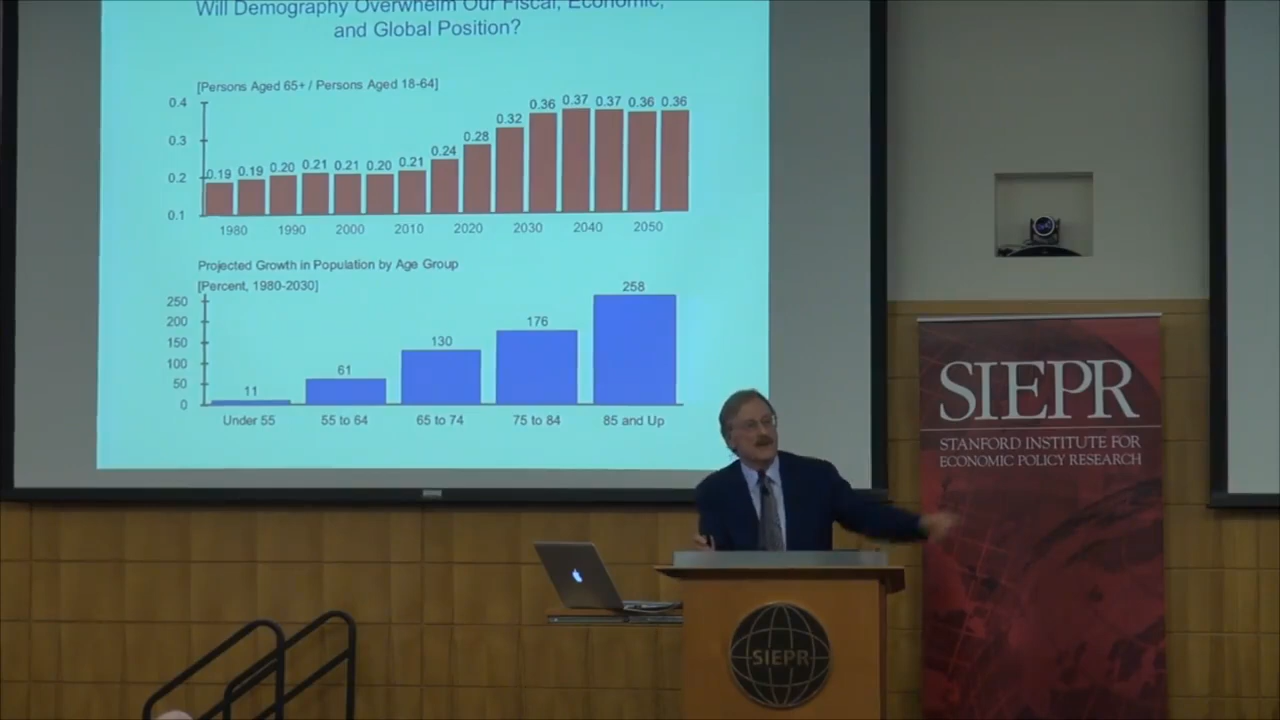 Will Demography Overwhelm Our Fiscal, Economic,
and Global Position?
[Persons Aged 65+ / Persons Aged 18-64]
0.4
0.3
0.2
0.1
0.19 0.19 0.20 0.21 0.21 0.20 0.21 0.24 0.28 0.32 0.36 0.37 0.37 0.36 0.36
1980 1990 2000 2010 2020 2030 2040 2050
Projected Growth in Population by Age Group
[Percent, 1980-2030]
250
200
150
100
50
0
11 61 130 176 258
Under 55 55 to 64 65 to 74 75 to 84 85 and Up
SIEPR
STANFORD INSTITUTE FOR
ECONOMIC POLICY RESEARCH
SIEPR